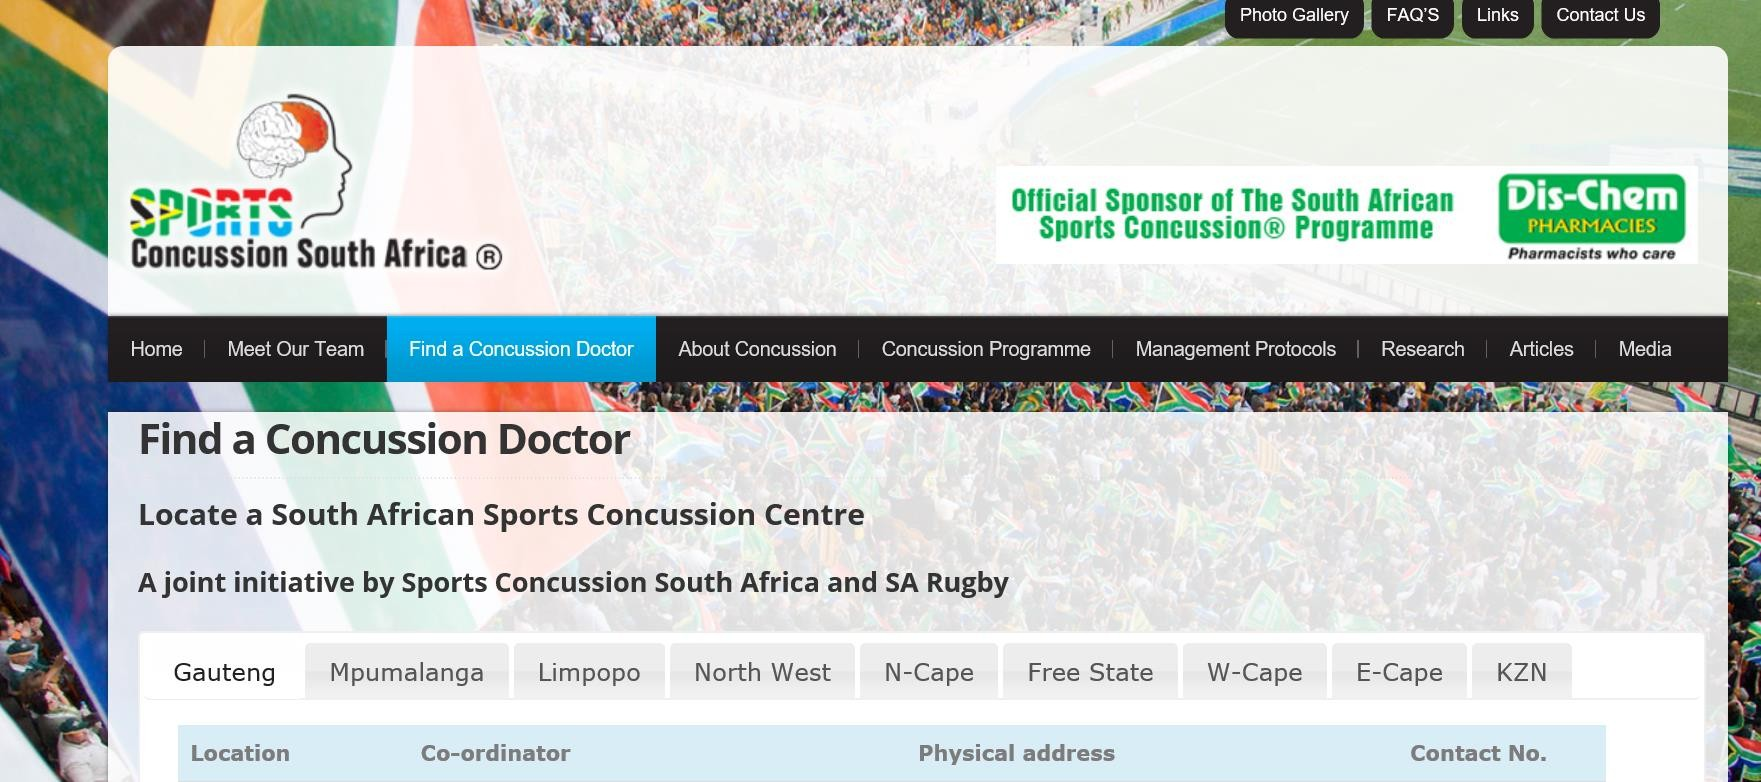 Photo Gallery FAQ'S Links Contact Us
SPORTS
Concussion South Africa ®
Official Sponsor of The South African
Sports Concussion® Programme
Dis-Chem
PHARMACIES
Pharmacists who care
Home Meet Our Team Find a Concussion Doctor About Concussion Concussion Programme Management Protocols Research Articles Media
Find a Concussion Doctor
Locate a South African Sports Concussion Centre
A joint initiative by Sports Concussion South Africa and SA Rugby
Gauteng Mpumalanga Limpopo North West N-Cape Free State W-Cape E-Cape KZN
Location Co-ordinator Physical address Contact No.